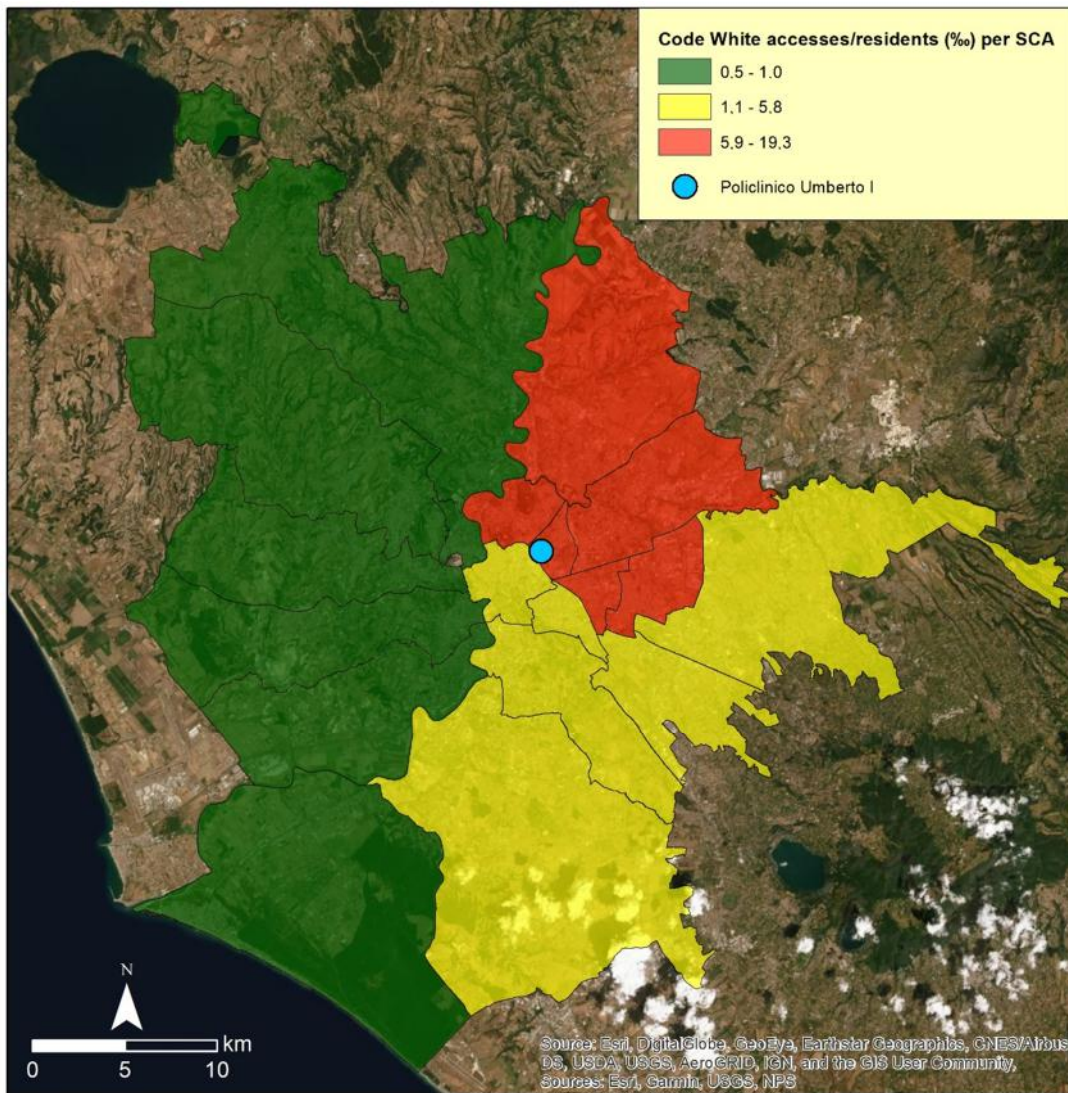 Code White accesses/residents (‰) per SCA
0.5 - 1.0
1,1 - 5.8
5,9 - 19.3
Policlinico Umberto I
N
km
0 5 10
Source: Esri, DigitalGlobe, GeoEye, Earthstar Geographics, CNES/Airbus
DS, USDA, USGS, AeroGRID, IGN, and the GIS User Community,
Sources: Esri, Garmin, USGS, NPS